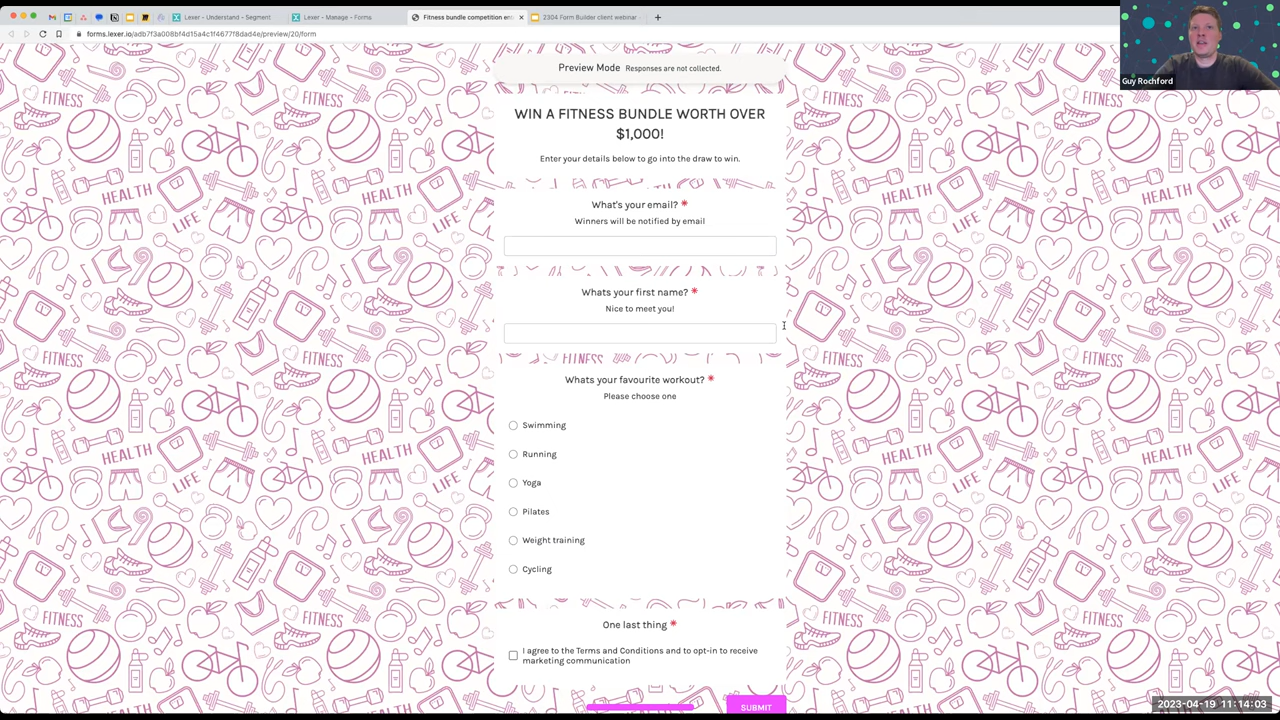 Lexer - Understand - Segment
Lexer - Manage - Forms
Fitness bundle competition en
2304 Form Builder client webinar
forms.lexer.io/adb7f3a008bf4d15a4c1f4677f8dad4e/preview/20/form
Guy Rochford
Preview Mode Responses are not collected.
WIN A FITNESS BUNDLE WORTH OVER
$1,000!
Enter your details below to go into the draw to win.
What's your email? *
Winners will be notified by email
Whats your first name? *
Nice to meet you!
Whats your favourite workout? *
Please choose one
Swimming
Running
Yoga
Pilates
Weight training
Cycling
One last thing *
I agree to the Terms and Conditions and to opt-in to receive
marketing communication
SUBMIT
FITNESS
HEALTH
LIFE
2023-04-19 11:14:03